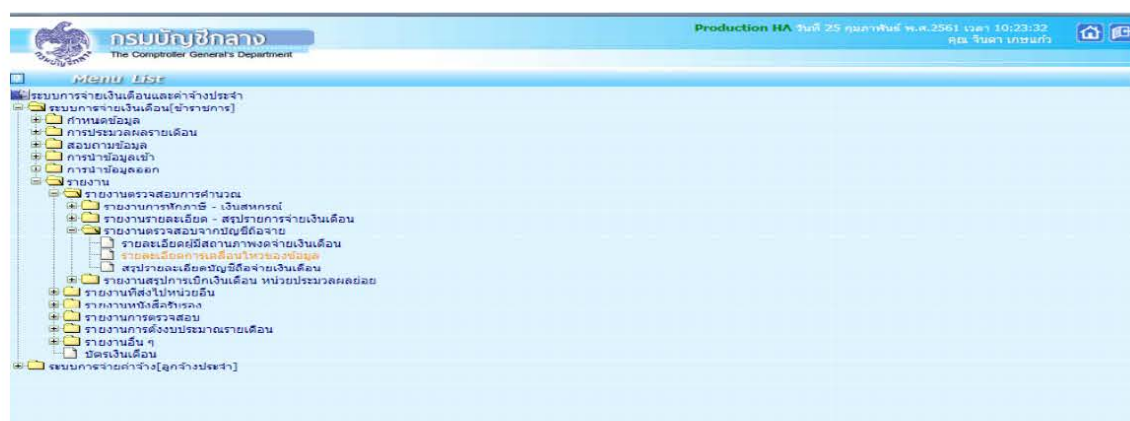 กรมบัญชีกลาง
The Comptroller General's Department
Production HA วันที่ 25 กุมภาพันธ์ พ.ศ.2561 เวลา 10:23:32
คุณ จินดา เกษแก้ว
Menu List
ระบบการจ่ายเงินเดือนและค่าจ้างประจำ
ระบบการจ่ายเงินเดือน[ข้าราชการ]
กำหนดข้อมูล
การประมวลผลรายเดือน
สอบถามข้อมูล
การนำข้อมูลเข้า
การนำข้อมูลออก
รายงาน
รายงานตรวจสอบการคำนวณ
รายงานการหักภาษี - เงินสหกรณ์
รายงานรายละเอียด - สรุปรายการจ่ายเงินเดือน
รายงานตรวจสอบจากบัญชีถือจ่าย
รายละเอียดผู้มีสถานภาพงดจ่ายเงินเดือน
รายละเอียดการเคลื่อนไหวของข้อมูล
สรุปรายละเอียดบัญชีถือจ่ายเงินเดือน
รายงานสรุปการเบิกเงินเดือน หน่วยประมวลผลย่อย
รายงานที่ส่งไปหน่วยอื่น
รายงานหนังสือรับรอง
รายงานการตรวจสอบ
รายงานการตั้งงบประมาณรายเดือน
รายงานอื่น ๆ
บัตรเงินเดือน
ระบบการจ่ายค่าจ้าง[ลูกจ้างประจำ]